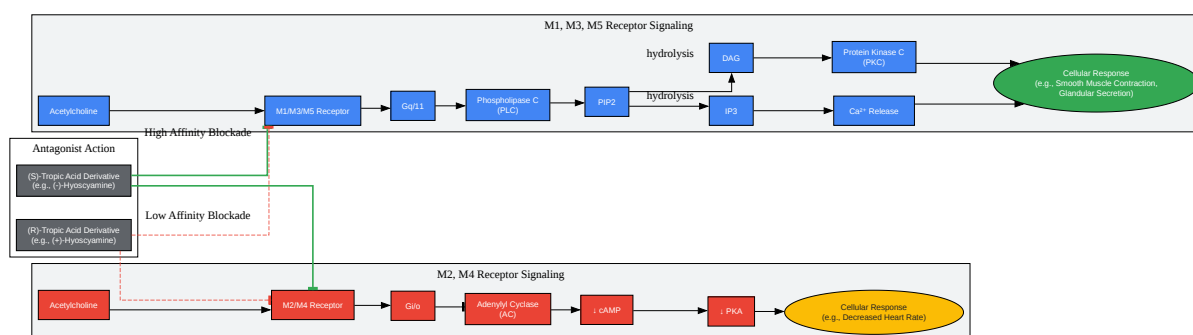 M1, M3, M5 Receptor Signaling
hydrolysis
DAG
Protein Kinase C
(PKC)
Cellular Response
(e.g., Smooth Muscle Contraction,
Glandular Secretion)
Acetylcholine
M1/M3/M5 Receptor
Gq/11
Phospholipase C
(PLC)
PIP2
hydrolysis
IP3
Ca²⁺ Release
High Affinity Blockade
Antagonist Action
(S)-Tropic Acid Derivative
(e.g., (-)-Hyoscyamine)
Low Affinity Blockade
(R)-Tropic Acid Derivative
(e.g., (+)-Hyoscyamine)
M2, M4 Receptor Signaling
Acetylcholine
M2/M4 Receptor
Gi/o
Adenylyl Cyclase
(AC)
↓ cAMP
↓ PKA
Cellular Response
(e.g., Decreased Heart Rate)